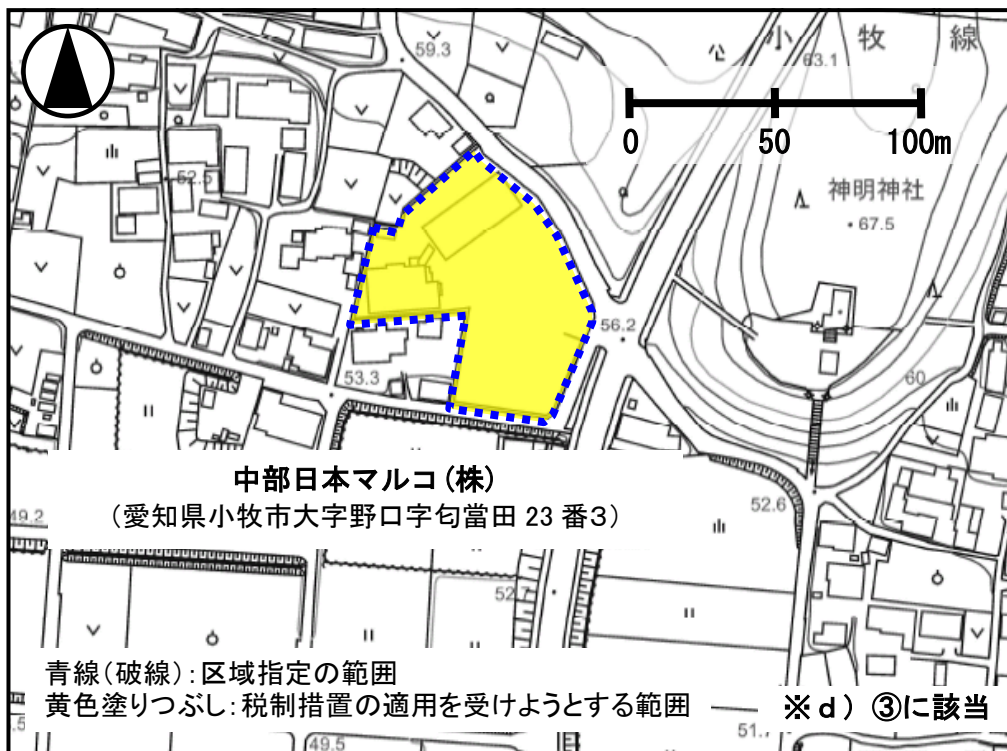 59.3
小牧線
63.1
0 50 100m
52.5
神明神社
・67.5
56.2
53.3
60
中部日本マルコ(株)
(愛知県小牧市大字野口字匂當田 23 番3)
49.2
52.6
52.7
青線(破線):区域指定の範囲
黄色塗りつぶし:税制措置の適用を受けようとする範囲
※d) ③に該当
.5
49.5
51.